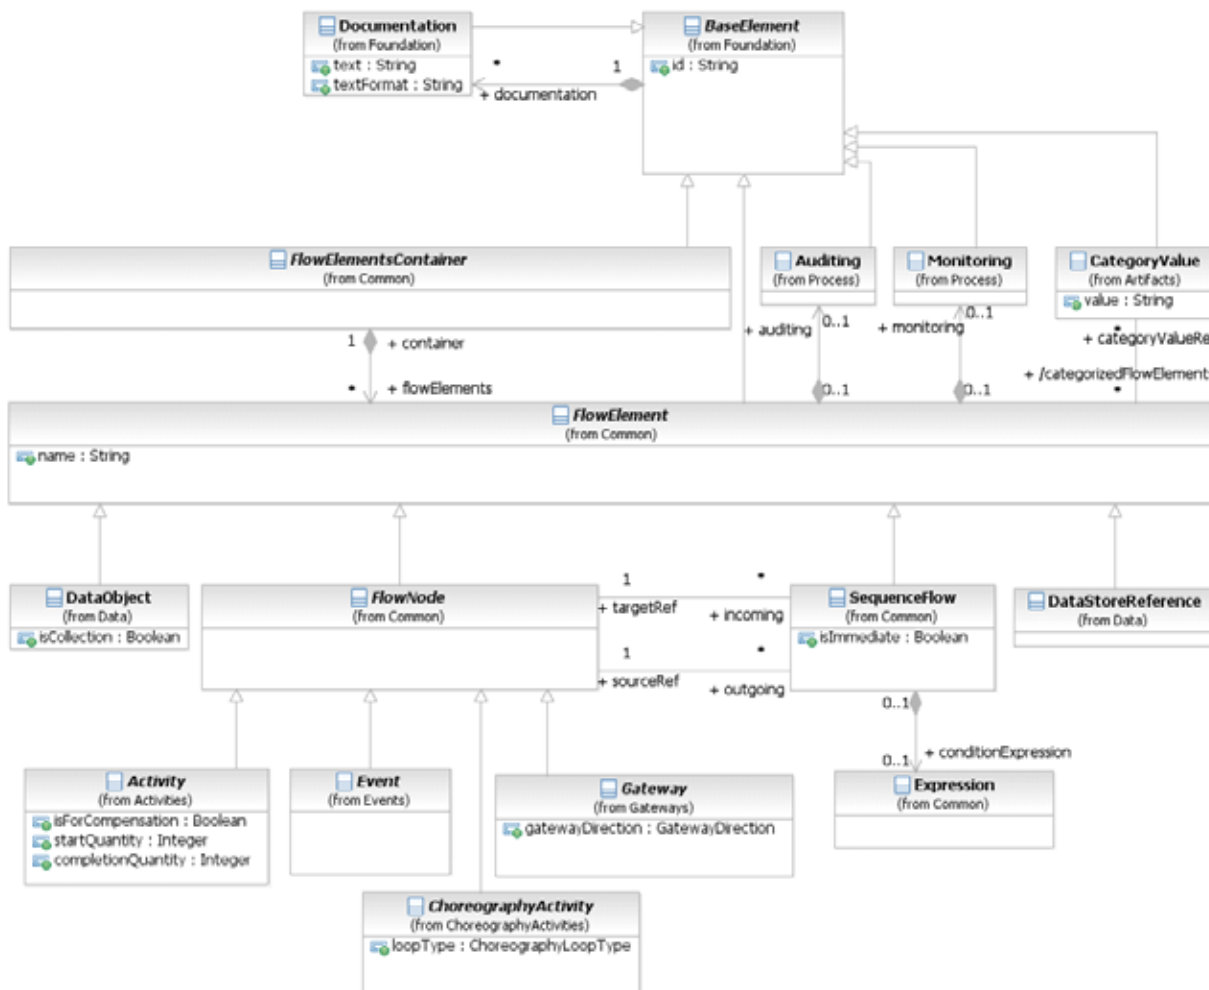 Documentation
(from Foundation)
text : String
textFormat : String
BaseElement
(from Foundation)
id : String
*
1
+ documentation
FlowElementsContainer
(from Common)
Auditing
(from Process)
Monitoring
(from Process)
CategoryValue
(from Artifacts)
value : String
+ auditing
0..1
+ monitoring
0..1
*
+ categoryValueRe
1
+ container
*
+ flowElements
0..1
0..1
+ /categorizedFlowElements
*
FlowElement
(from Common)
name : String
DataObject
(from Data)
isCollection : Boolean
FlowNode
(from Common)
1
*
+ targetRef
+ incoming
1
*
+ sourceRef
+ outgoing
SequenceFlow
(from Common)
isImmediate : Boolean
DataStoreReference
(from Data)
0..1
0..1
+ conditionExpression
Activity
(from Activities)
isForCompensation : Boolean
startQuantity : Integer
completionQuantity : Integer
Event
(from Events)
Gateway
(from Gateways)
gatewayDirection : GatewayDirection
Expression
(from Common)
ChoreographyActivity
(from ChoreographyActivities)
loopType : ChoreographyLoopType